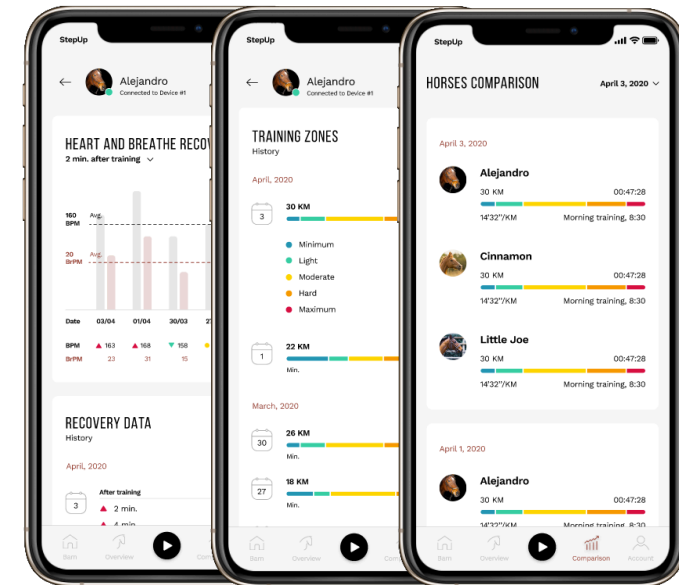 StepUp
Alejandro
Connected to Device #1
HEART AND BREATHE RECOV
2 min. after training
160 Avg.
BPM
20 Avg.
BrPM
Date 03/04 01/04 30/03 27
BPM 163 168 158
BrPM 23 31 15
RECOVERY DATA
History
April, 2020
3
After training
2 min.
4 min.
Barn Overview Com
StepUp
Alejandro
Connected to Device #1
TRAINING ZONES
History
April, 2020
3
30 KM
Minimum
Light
Moderate
Hard
Maximum
1
22 KM
Min.
March, 2020
30
26 KM
Min.
27
18 KM
Min.
Barn Overview Com
StepUp
HORSES COMPARISON April 3, 2020
April 3, 2020
Alejandro
30 KM 00:47:28
14'32"/KM Morning training, 8:30
Cinnamon
30 KM 00:47:28
14'32"/KM Morning training, 8:30
Little Joe
30 KM 00:47:28
14'32"/KM Morning training, 8:30
April 1, 2020
Alejandro
30 KM 00:47:28
14'32"/KM Morning training, 8:30
Barn Overview Comparison Account